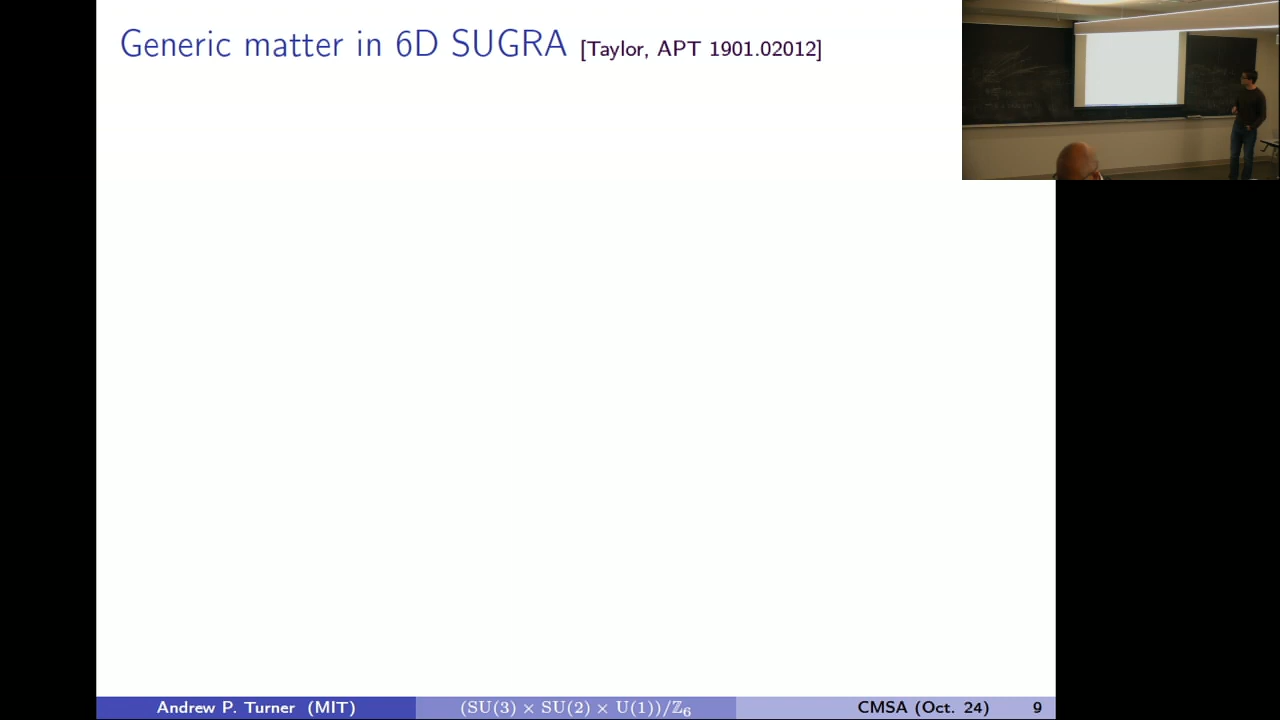 Generic matter in 6D SUGRA [Taylor, APT 1901.02012]
Andrew P. Turner (MIT) (SU(3) × SU(2) × U(1))/ℤ₆ CMSA (Oct. 24) 9